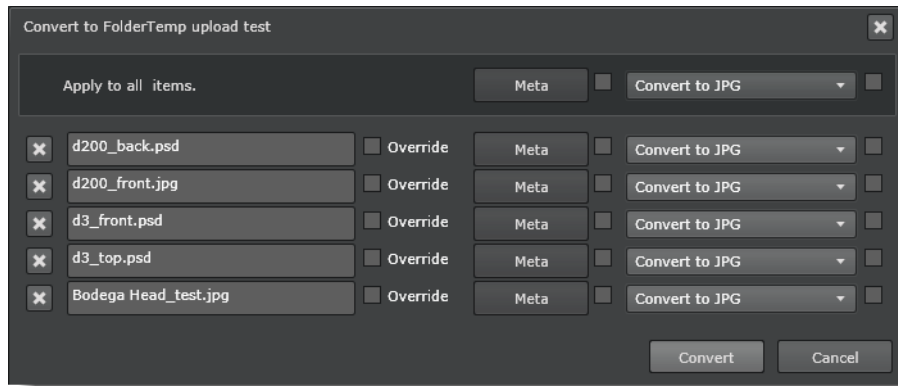 Convert to FolderTemp upload test
Apply to all  items. Meta Convert to JPG
d200_back.psd Override Meta Convert to JPG
d200_front.jpg Override Meta Convert to JPG
d3_front.psd Override Meta Convert to JPG
d3_top.psd Override Meta Convert to JPG
Bodega Head_test.jpg Override Meta Convert to JPG
Convert Cancel